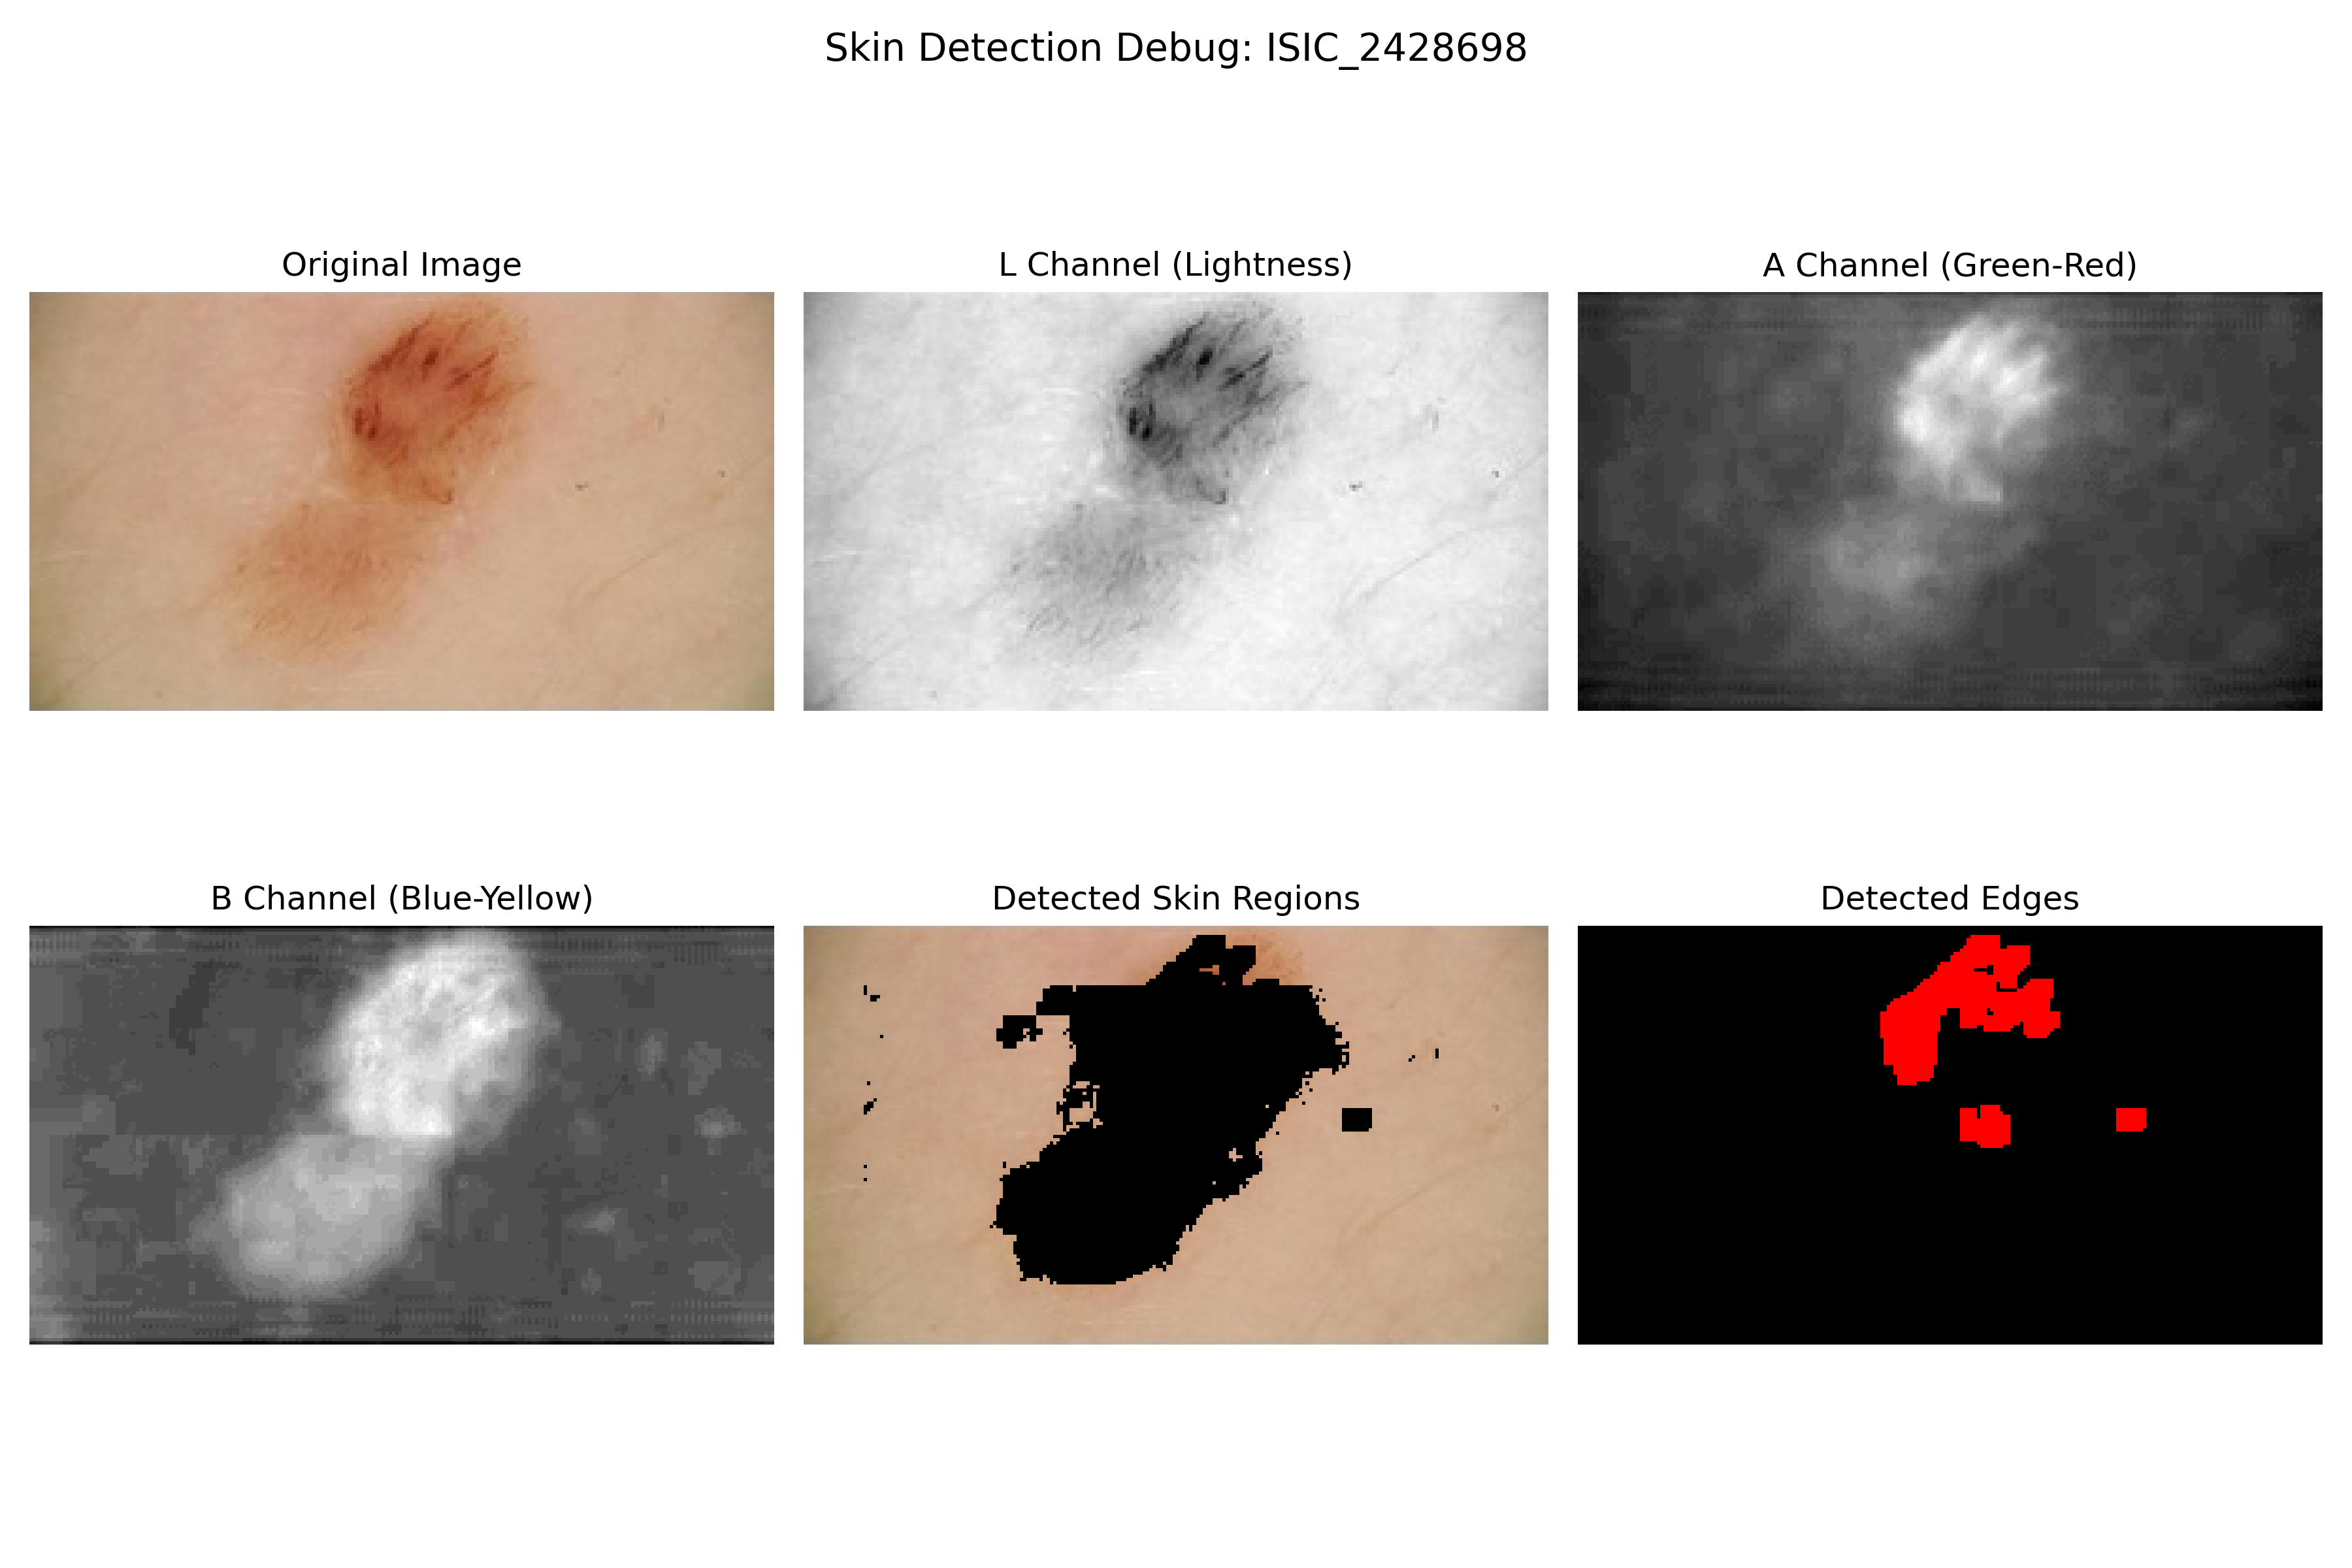 Skin Detection Debug: ISIC_2428698
Original Image
L Channel (Lightness)
A Channel (Green-Red)
B Channel (Blue-Yellow)
Detected Skin Regions
Detected Edges